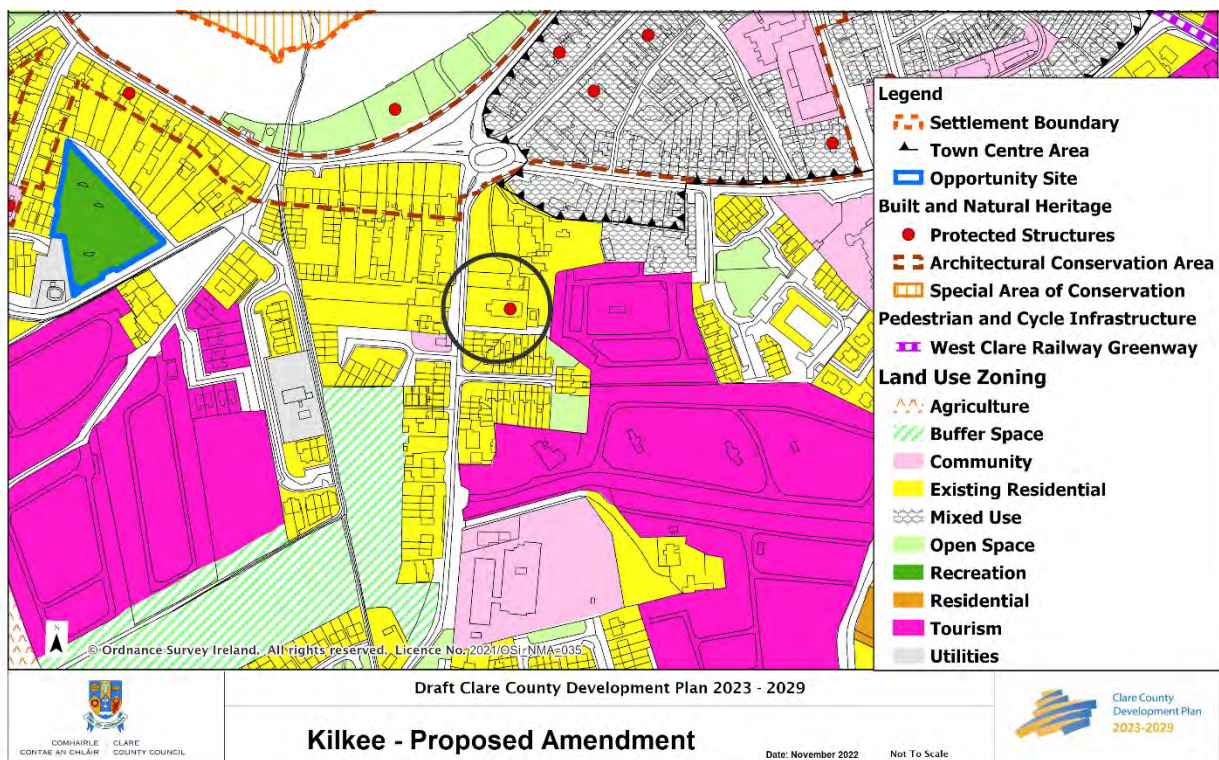 Legend
Settlement Boundary
Town Centre Area
Opportunity Site
Built and Natural Heritage
Protected Structures
Architectural Conservation Area
Special Area of Conservation
Pedestrian and Cycle Infrastructure
West Clare Railway Greenway
Land Use Zoning
Agriculture
Buffer Space
Community
Existing Residential
Mixed Use
Open Space
Recreation
Residential
Tourism
Utilities
N
© Ordnance Survey Ireland. All rights reserved. Licence No. 2021/OSi_NMA_035
Draft Clare County Development Plan 2023 - 2029
Kilkee - Proposed Amendment
Date: November 2022 Not To Scale
COMHAIRLE CLARE
CONTAE AN CHLÁIR COUNTY COUNCIL
Clare County
Development Plan
2023-2029